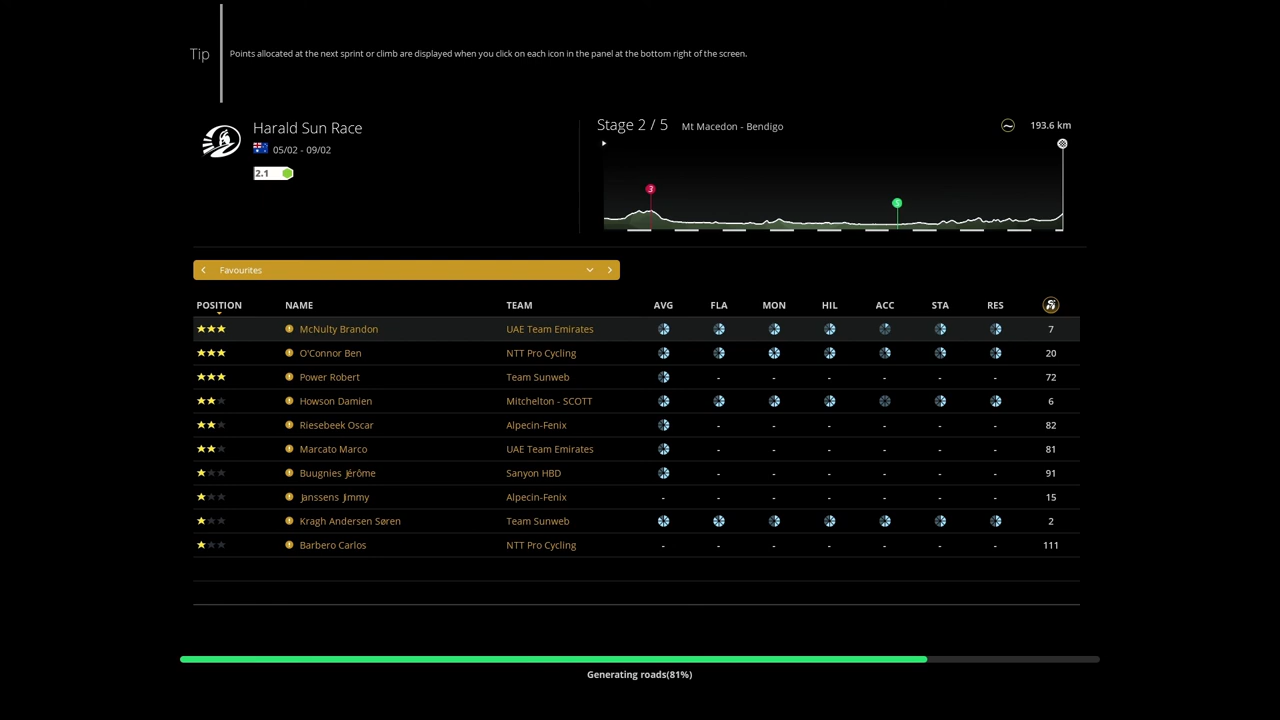 Tip
Points allocated at the next sprint or climb are displayed when you click on each icon in the panel at the bottom right of the screen.
Harald Sun Race
05/02 - 09/02
2.1
Stage 2 / 5 Mt Macedon - Bendigo 193.6 km
3
S
Favourites
POSITION NAME TEAM AVG FLA MON HIL ACC STA RES
McNulty Brandon UAE Team Emirates 7
O'Connor Ben NTT Pro Cycling 20
Power Robert Team Sunweb - - - - - - 72
Howson Damien Mitchelton - SCOTT 6
Riesebeek Oscar Alpecin-Fenix - - - - - - 82
Marcato Marco UAE Team Emirates - - - - - - 81
Buugnies Jérôme Sanyon HBD - - - - - - 91
Janssens Jimmy Alpecin-Fenix - - - - - - - 15
Kragh Andersen Søren Team Sunweb 2
Barbero Carlos NTT Pro Cycling - - - - - - - 111
Generating roads(81%)